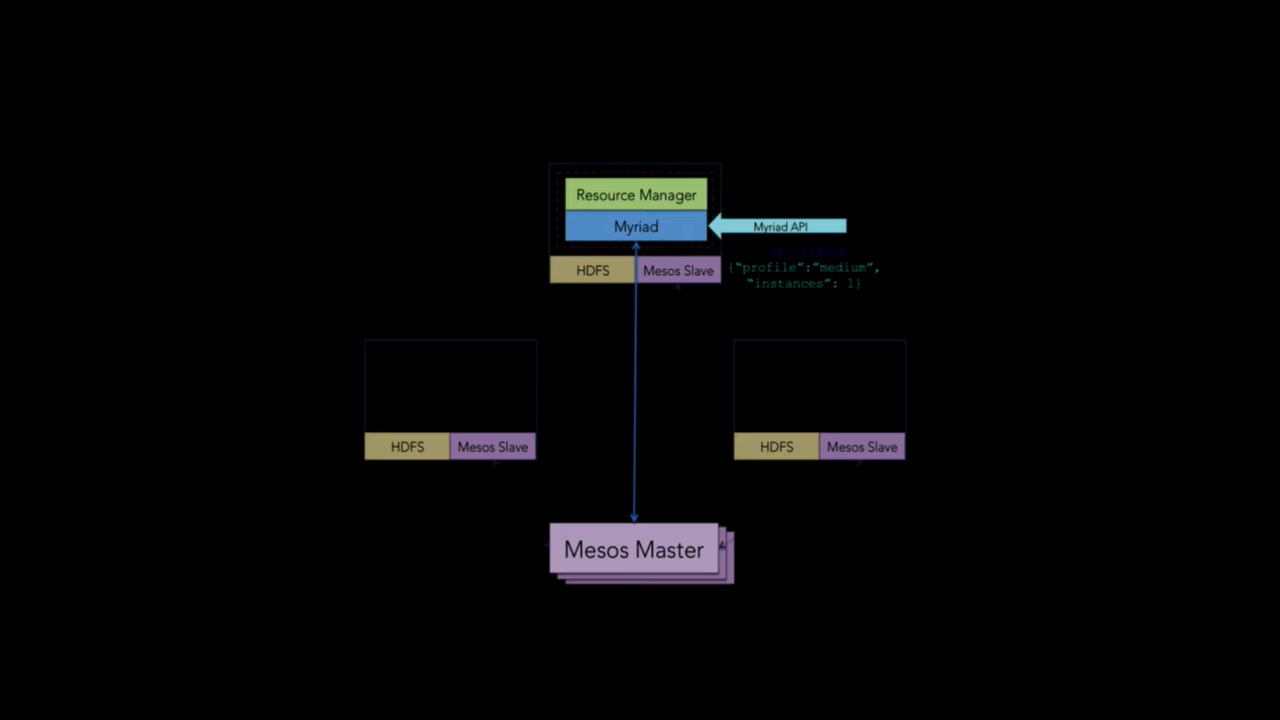 Resource Manager
Myriad
Myriad API
HDFS
Mesos Slave
{“profile”:”medium”,
“instances”: 1}
HDFS
Mesos Slave
HDFS
Mesos Slave
Mesos Master